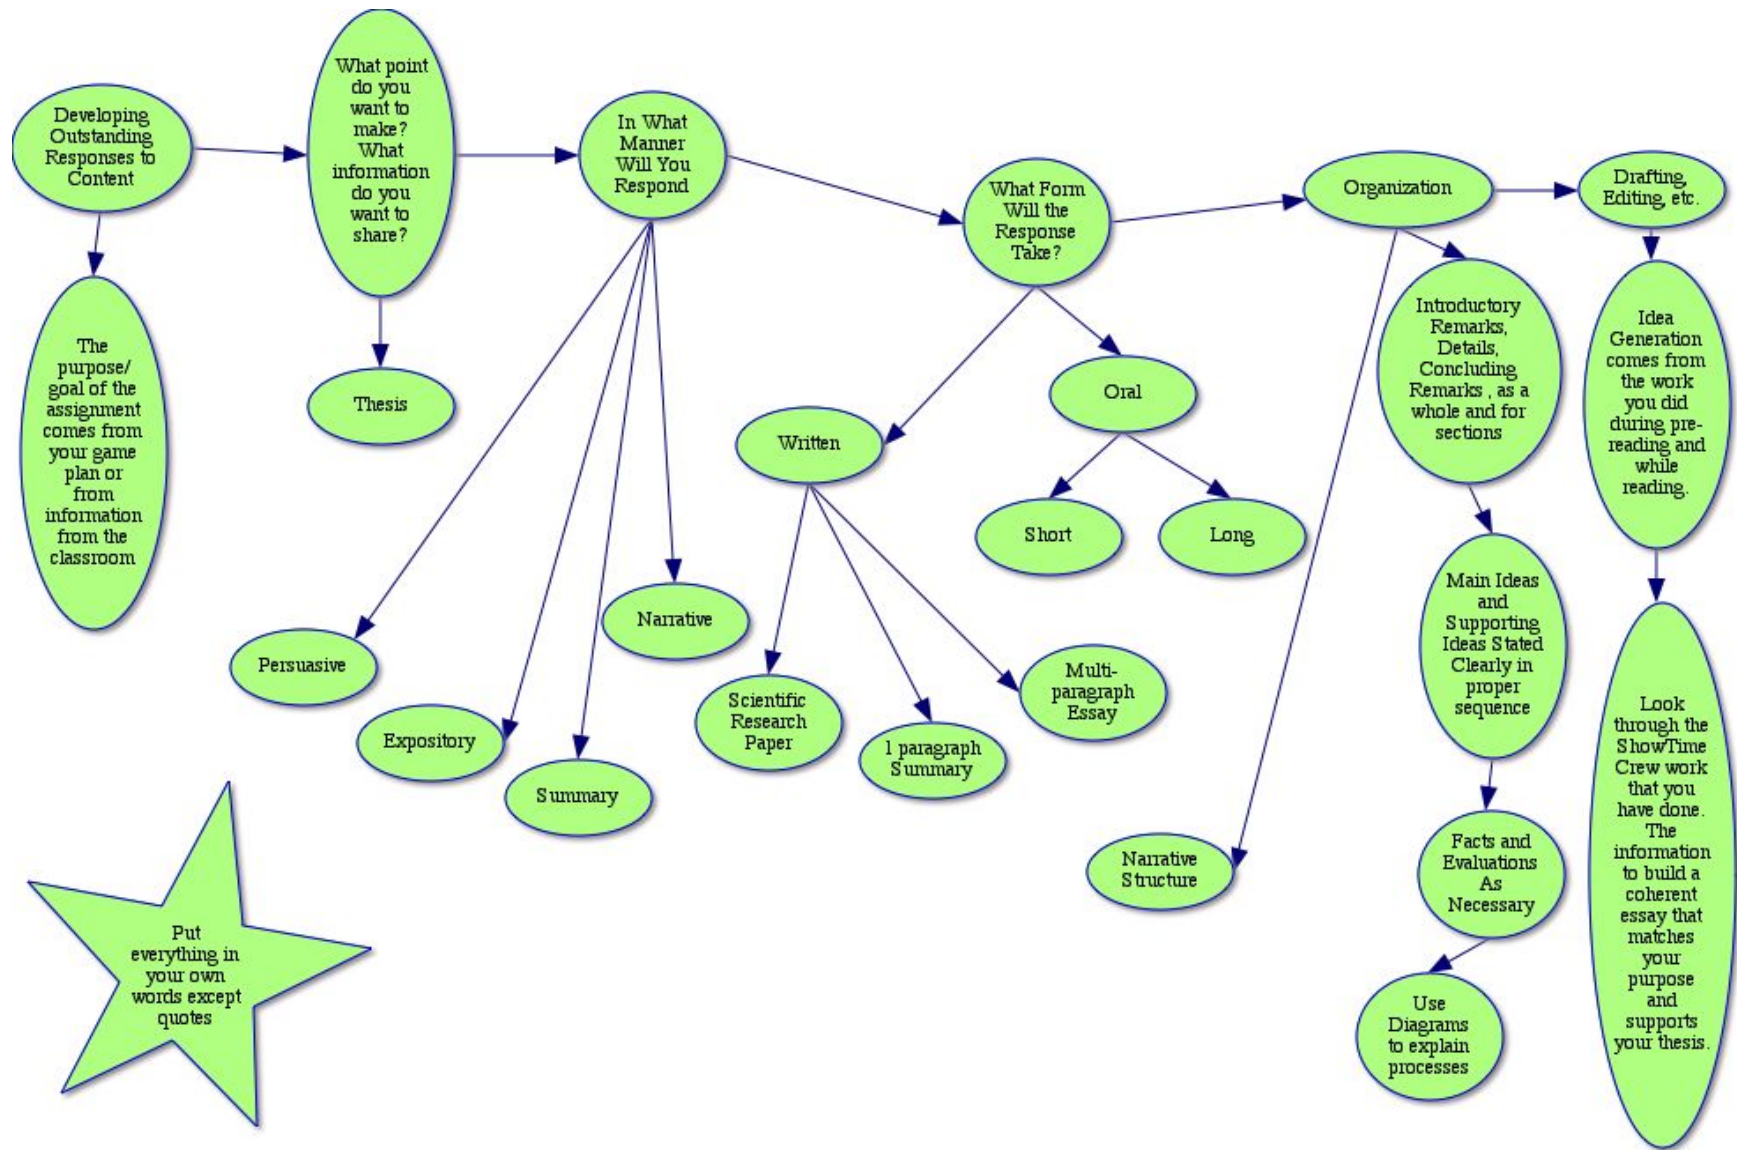 Developing
Outstanding
Responses to
Content
What point
do you
want to
make?
What
information
do you
want to
share?
In What
Manner
Will You
Respond
What Form
Will the
Response
Take?
Organization
Drafting,
Editing, etc.
The
purpose/
goal of the
assignment
comes from
your game
plan or
from
information
from the
classroom
Thesis
Persuasive
Expository
Summary
Narrative
Written
Oral
Short
Long
Scientific
Research
Paper
1 paragraph
Summary
Multi-
paragraph
Essay
Narrative
Structure
Introductory
Remarks,
Details,
Concluding
Remarks , as a
whole and for
sections
Main Ideas
and
Supporting
Ideas Stated
Clearly in
proper
sequence
Facts and
Evaluations
As
Necessary
Use
Diagrams
to explain
processes
Idea
Generation
comes from
the work
you did
during pre-
reading and
while
reading.
Look
through the
ShowTime
Crew work
that you
have done.
The
information
to build a
coherent
essay that
matches
your
purpose
and
supports
your thesis.
Put
everything in
your own
words except
quotes